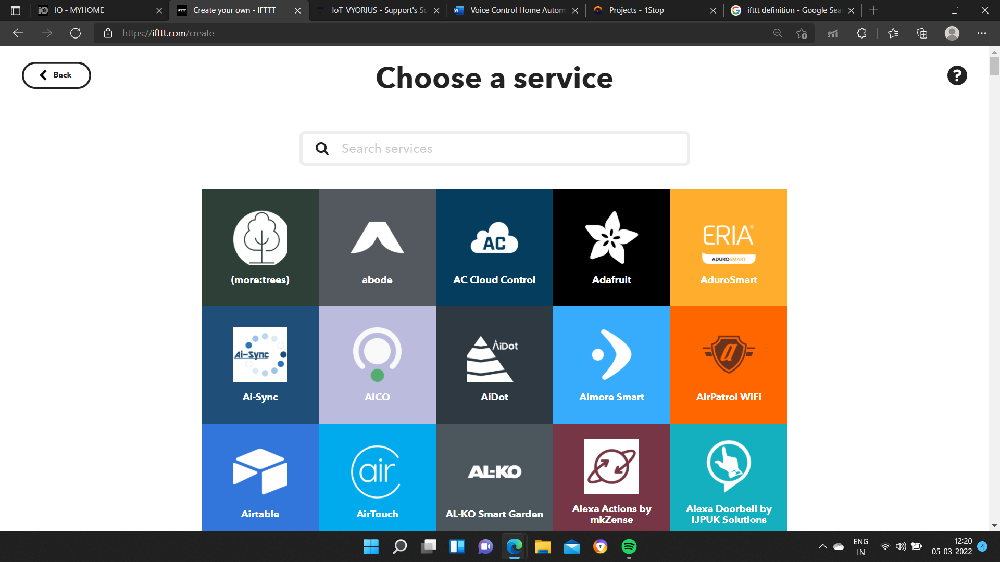 IO - MYHOME
IFTTT
Create your own - IFTTT
IoT_VYORIUS - Support's Sc
Voice Control Home Autom
Projects - 1Stop
ifttt definition - Google Sea
https://ifttt.com/create
Back
Choose a service
?
Search services
(more:trees)
abode
AC
AC Cloud Control
Adafruit
ERIA®
ADUROSMART
AduroSmart
Ai-Sync
Ai-Sync
AICO
AiDot
AiDot
Aimore Smart
a
AirPatrol WiFi
Airtable
air
AirTouch
AL-KO
AL-KO Smart Garden
Alexa Actions by
mkZense
Alexa Doorbell by
IJPUK Solutions
ENG
IN
12:20
05-03-2022
4